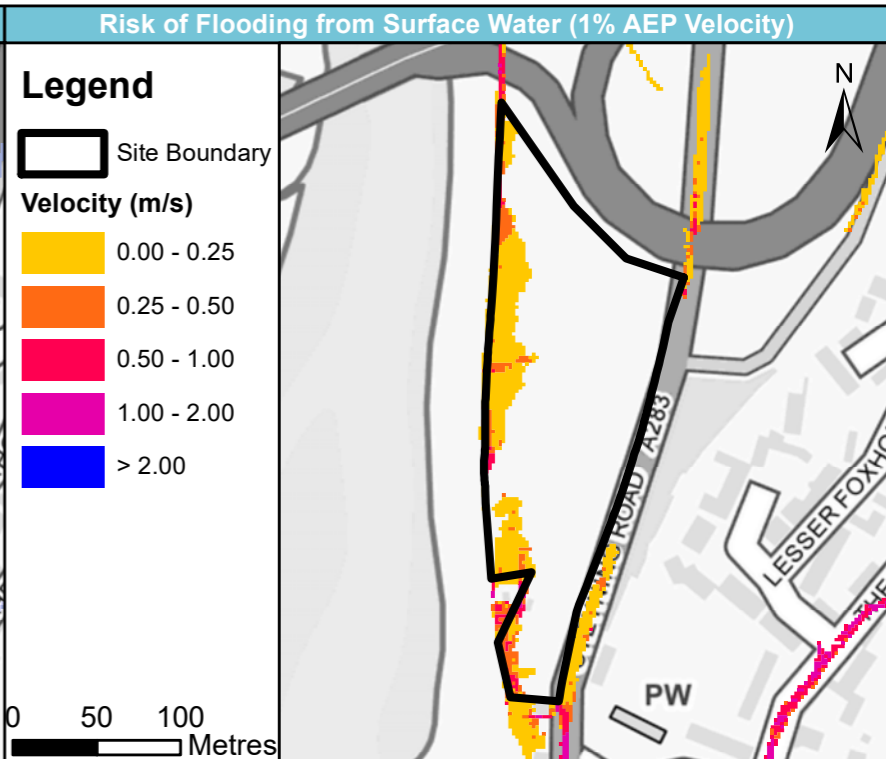 Risk of Flooding from Surface Water (1% AEP Velocity)
Legend
Site Boundary
Velocity (m/s)
0.00 - 0.25
0.25 - 0.50
0.50 - 1.00
1.00 - 2.00
> 2.00
0 50 100
Metres
N
ROAD A283
LESSER FOXHO
THE
PW